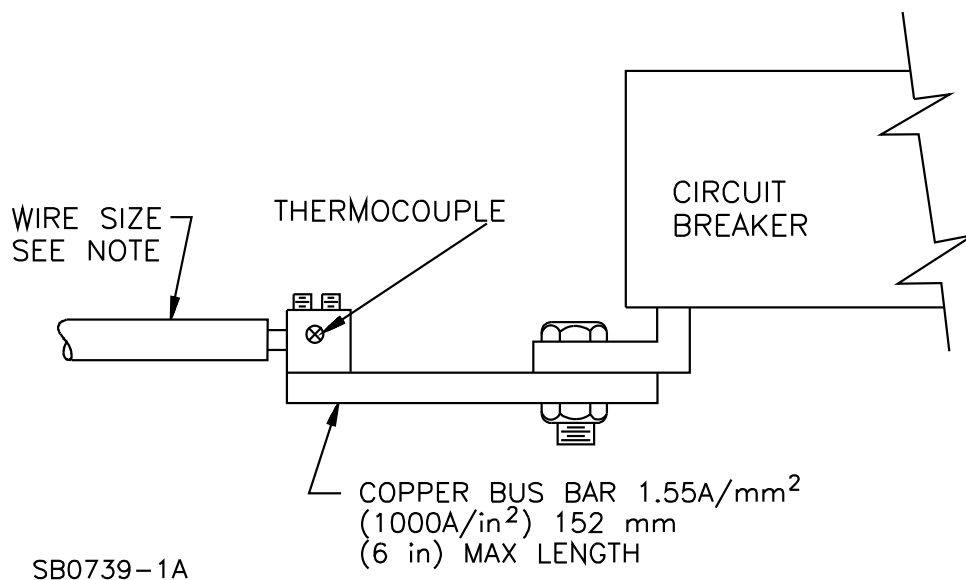 WIRE SIZE
SEE NOTE
THERMOCOUPLE
CIRCUIT
BREAKER
COPPER BUS BAR 1.55A/mm²
(1000A/in²) 152 mm
(6 in) MAX LENGTH
SB0739-1A